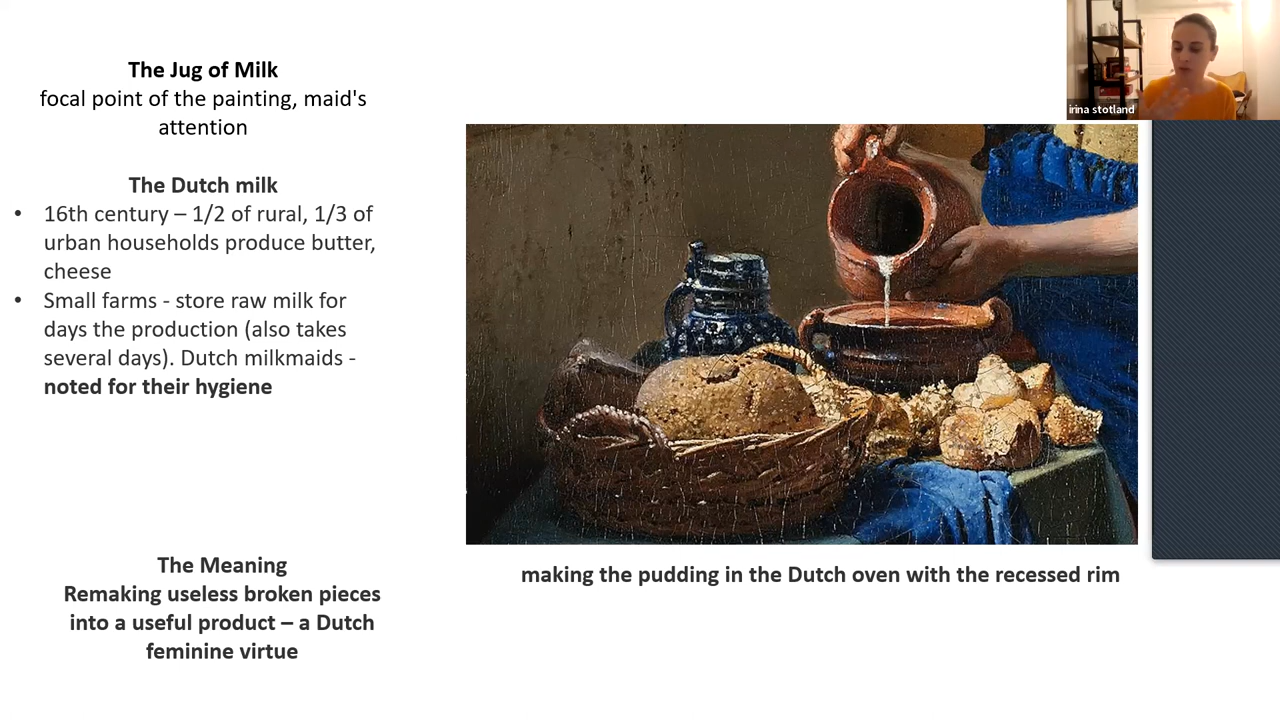 The Jug of Milk
focal point of the painting, maid's
attention
The Dutch milk
• 16th century – 1/2 of rural, 1/3 of
urban households produce butter,
cheese
• Small farms - store raw milk for
days the production (also takes
several days). Dutch milkmaids -
noted for their hygiene
The Meaning
Remaking useless broken pieces
into a useful product – a Dutch
feminine virtue
making the pudding in the Dutch oven with the recessed rim
irina stotland